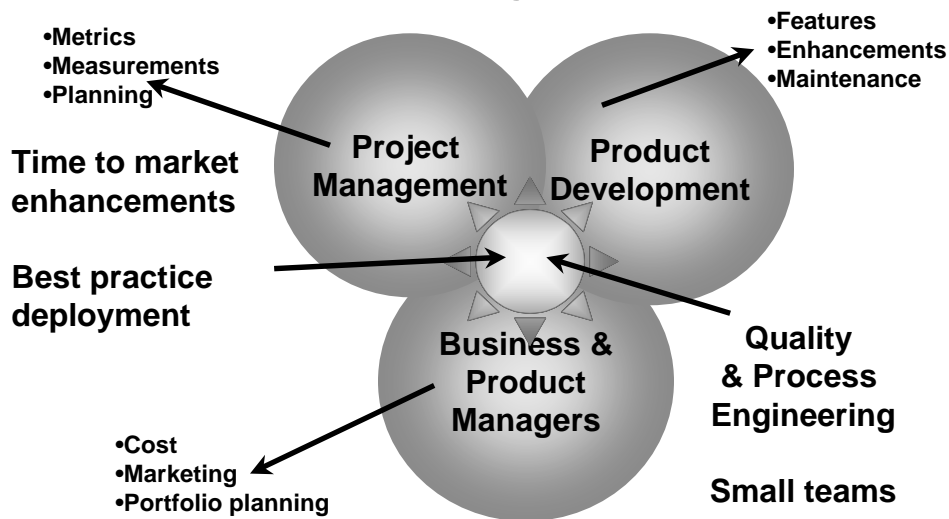 •Metrics
•Measurements
•Planning
•Features
•Enhancements
•Maintenance
Time to market
enhancements
Project
Management
Product
Development
Best practice
deployment
Business &
Product
Managers
Quality
& Process
Engineering
•Cost
•Marketing
•Portfolio planning
Small teams